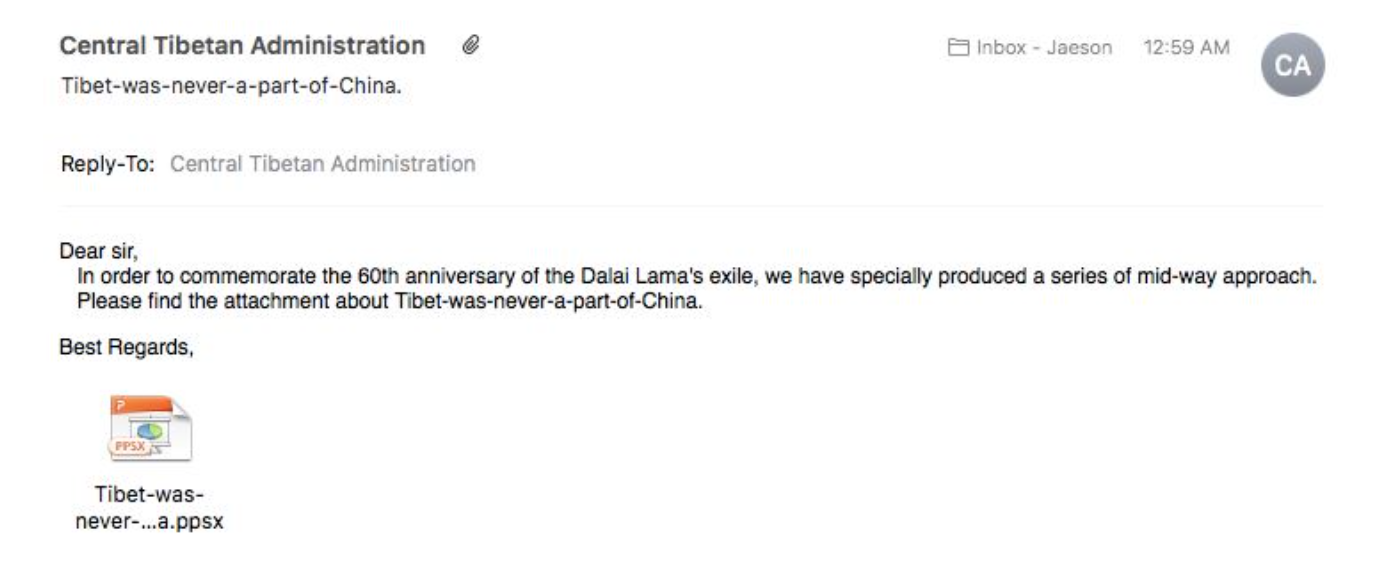 Central Tibetan Administration
Inbox - Jaeson 12:59 AM
CA
Tibet-was-never-a-part-of-China.
Reply-To: Central Tibetan Administration
Dear sir,
In order to commemorate the 60th anniversary of the Dalai Lama's exile, we have specially produced a series of mid-way approach.
Please find the attachment about Tibet-was-never-a-part-of-China.
Best Regards,
P
PPSX
Tibet-was-
never-...a.ppsx